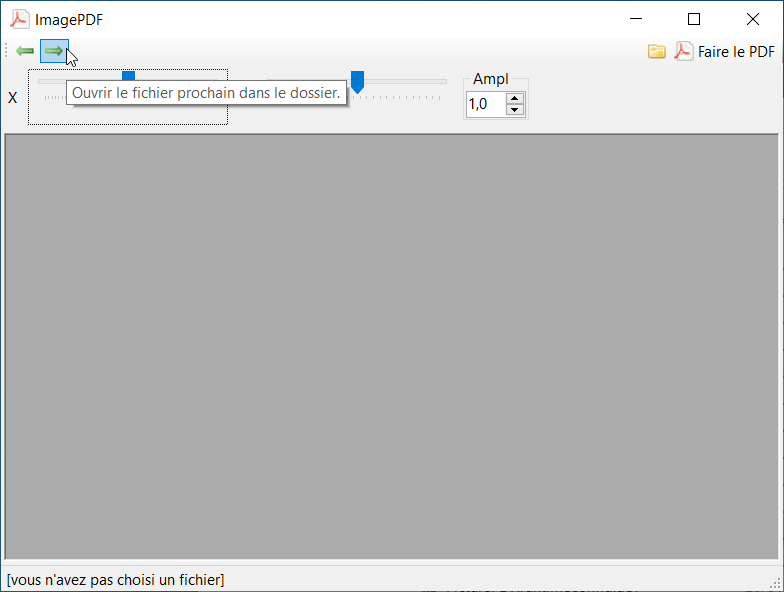 ImagePDF
Faire le PDF
Ampl
X
Ouvrir le fichier prochain dans le dossier.
1,0
[vous n'avez pas choisi un fichier]